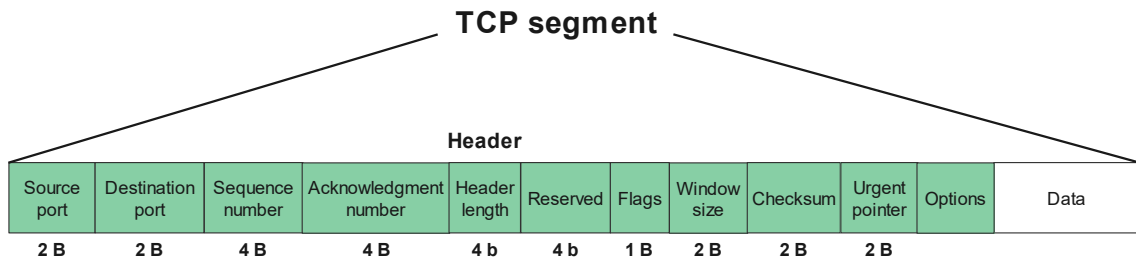 TCP segment
Header
Source
port
Destination
port
Sequence
number
Acknowledgment
number
Header
length
Reserved
Flags
Window
size
Checksum
Urgent
pointer
Options
Data
2 B
2 B
4 B
4 B
4 b
4 b
1 B
2 B
2 B
2 B